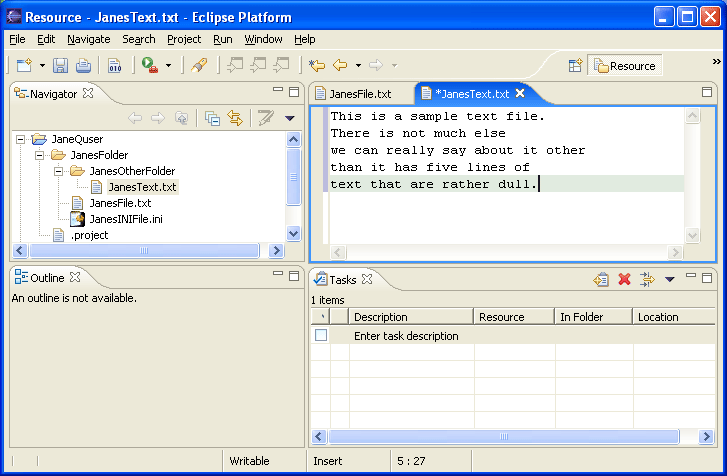 Resource - JanesText.txt - Eclipse Platform
File Edit Navigate Search Project Run Window Help
010
Resource
»
Navigator
JaneQuser
JanesFolder
JanesOtherFolder
JanesText.txt
JanesFile.txt
JanesINIFile.ini
.project
JanesFile.txt
*JanesText.txt
This is a sample text file.
There is not much else
we can really say about it other
than it has five lines of
text that are rather dull.
Outline
An outline is not available.
Tasks
1 items
Description Resource In Folder Location
Enter task description
Writable Insert 5 : 27